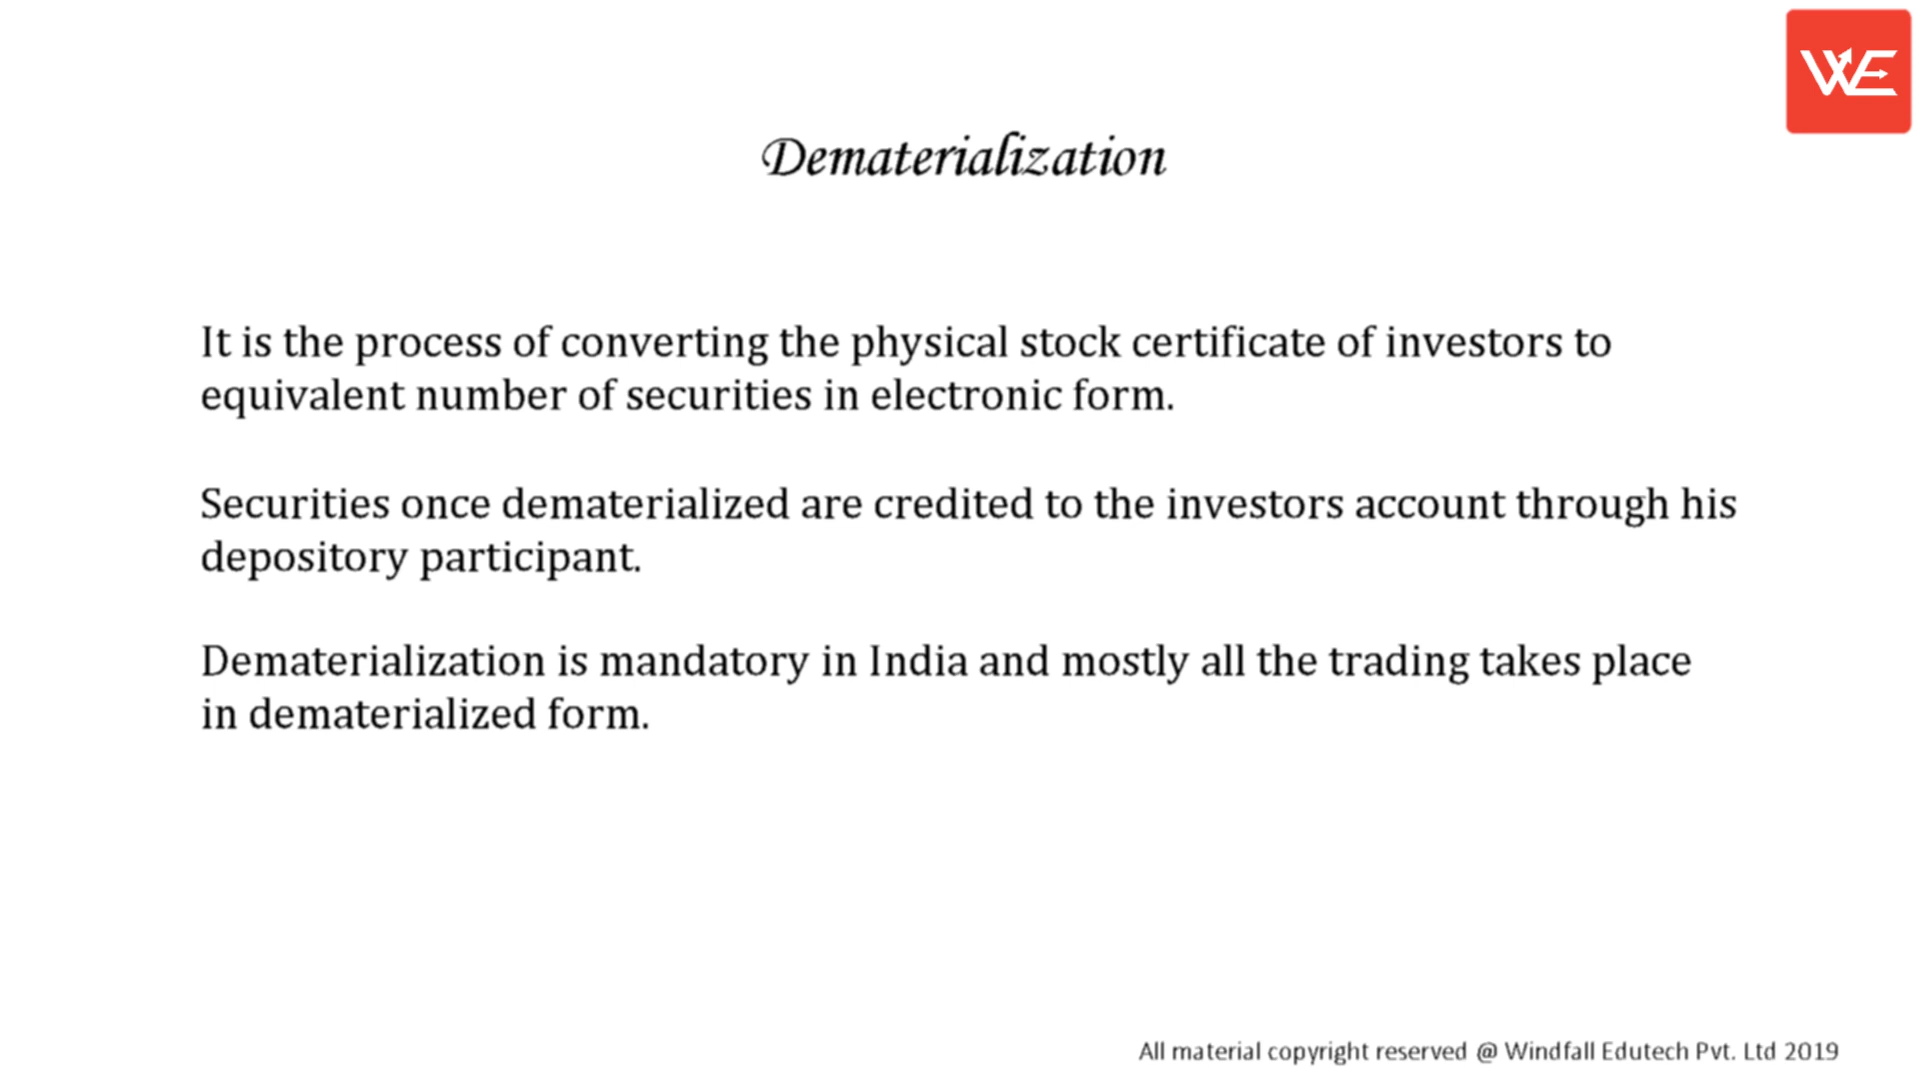 WE
Dematerialization
It is the process of converting the physical stock certificate of investors to
equivalent number of securities in electronic form.
Securities once dematerialized are credited to the investors account through his
depository participant.
Dematerialization is mandatory in India and mostly all the trading takes place
in dematerialized form.
All material copyright reserved @ Windfall Edutech Pvt. Ltd 2019